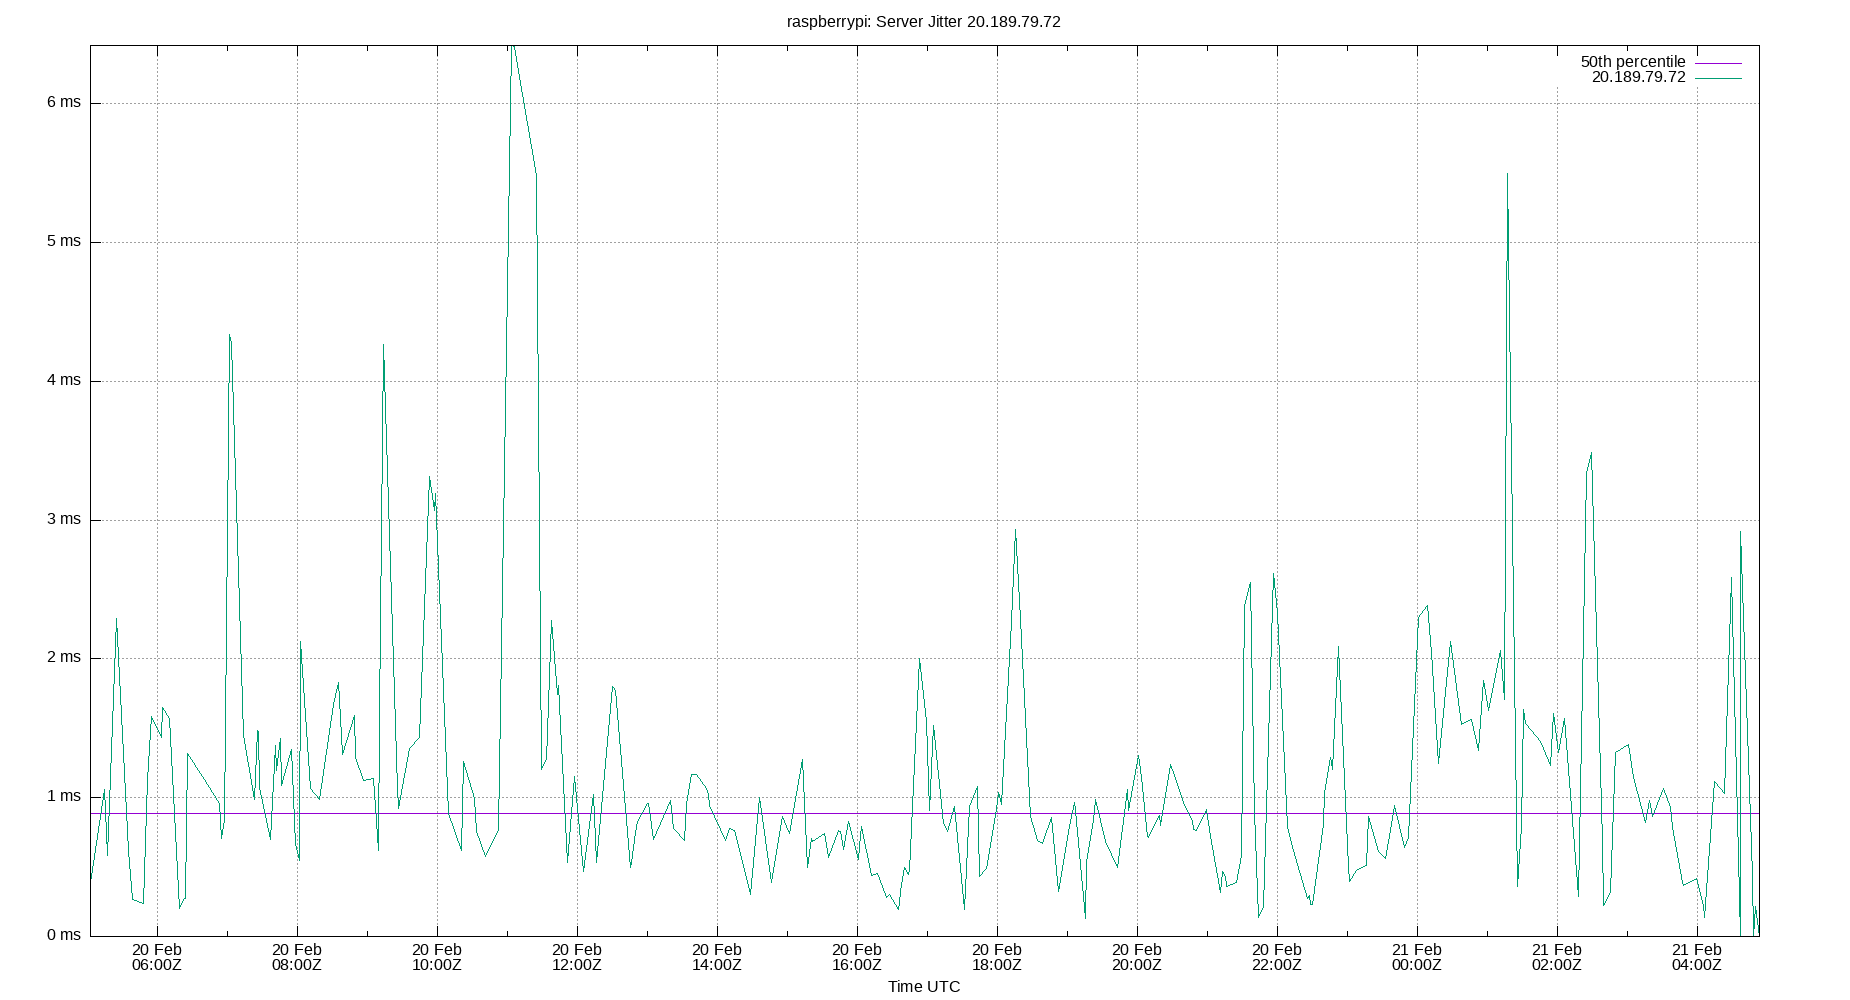 raspberrypi: Server Jitter 20.189.79.72
50th percentile
20.189.79.72
6 ms
5 ms
4 ms
3 ms
2 ms
1 ms
0 ms
20 Feb 20 Feb 20 Feb 20 Feb 20 Feb 20 Feb 20 Feb 20 Feb 20 Feb 21 Feb 21 Feb 21 Feb
06:00Z 08:00Z 10:00Z 12:00Z 14:00Z 16:00Z 18:00Z 20:00Z 22:00Z 00:00Z 02:00Z 04:00Z
Time UTC